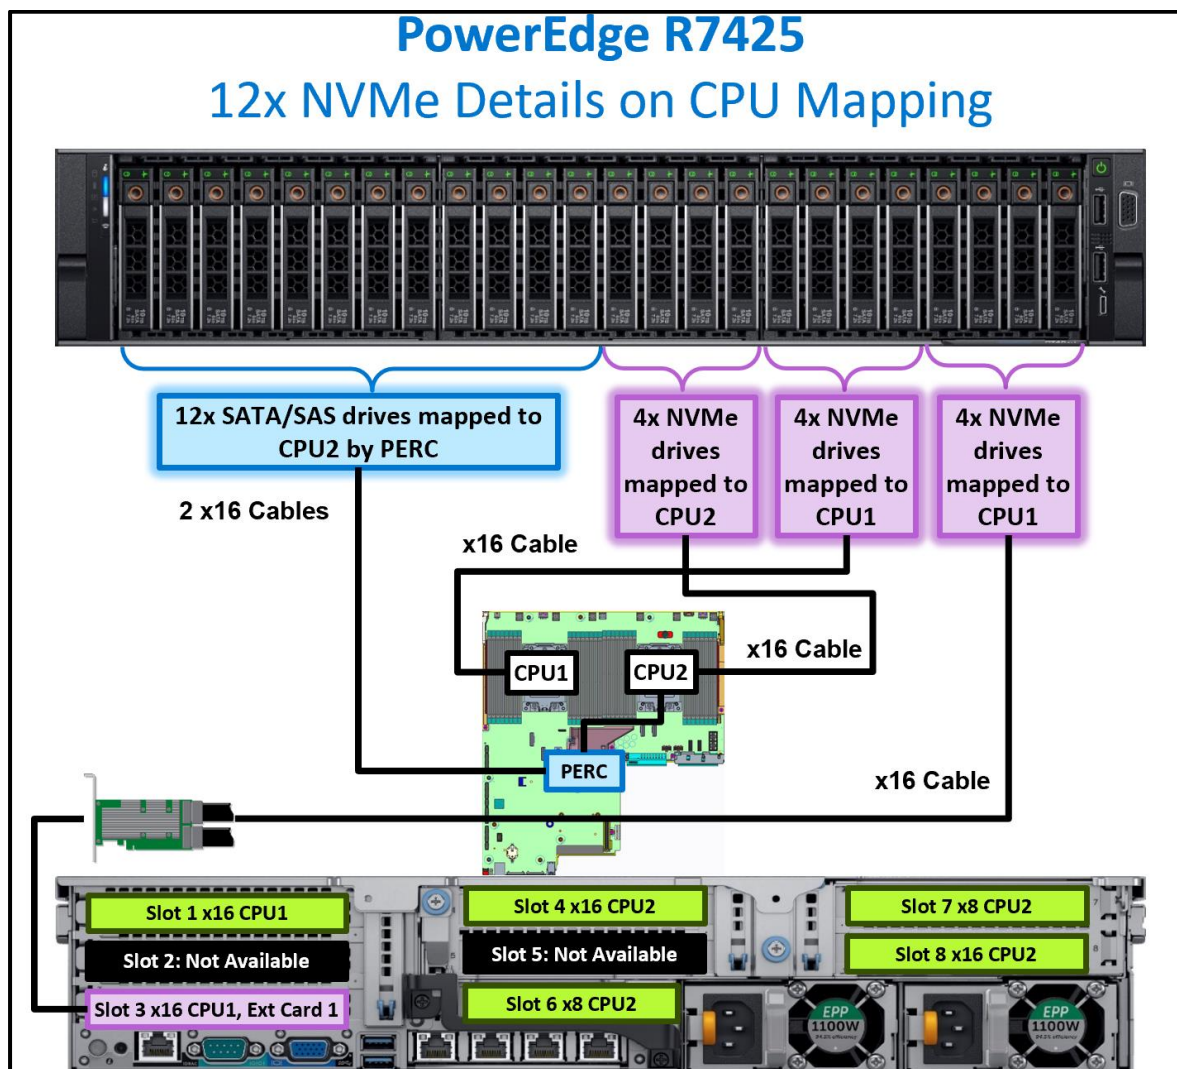 PowerEdge R7425
12x NVMe Details on CPU Mapping
12x SATA/SAS drives mapped to
CPU2 by PERC
4x NVMe
drives
mapped to
CPU2
4x NVMe
drives
mapped to
CPU1
4x NVMe
drives
mapped to
CPU1
2 x16 Cables
x16 Cable
x16 Cable
CPU1
CPU2
PERC
x16 Cable
Slot 1 x16 CPU1
Slot 4 x16 CPU2
Slot 7 x8 CPU2
Slot 2: Not Available
Slot 5: Not Available
Slot 8 x16 CPU2
Slot 3 x16 CPU1, Ext Card 1
Slot 6 x8 CPU2
EPP
1100W
EPP
1100W